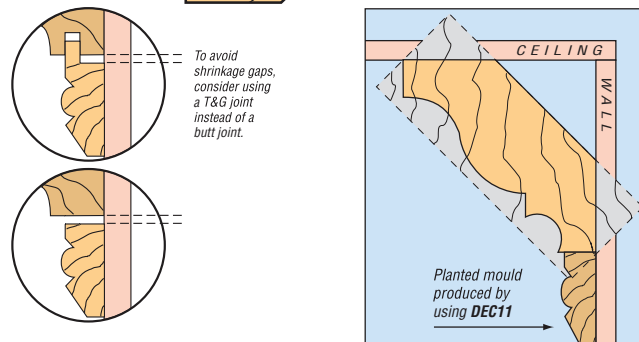 To avoid
shrinkage gaps,
consider using
a T&G joint
instead of a
butt joint.
CEILING
WALL
Planted mould
produced by
using DEC11